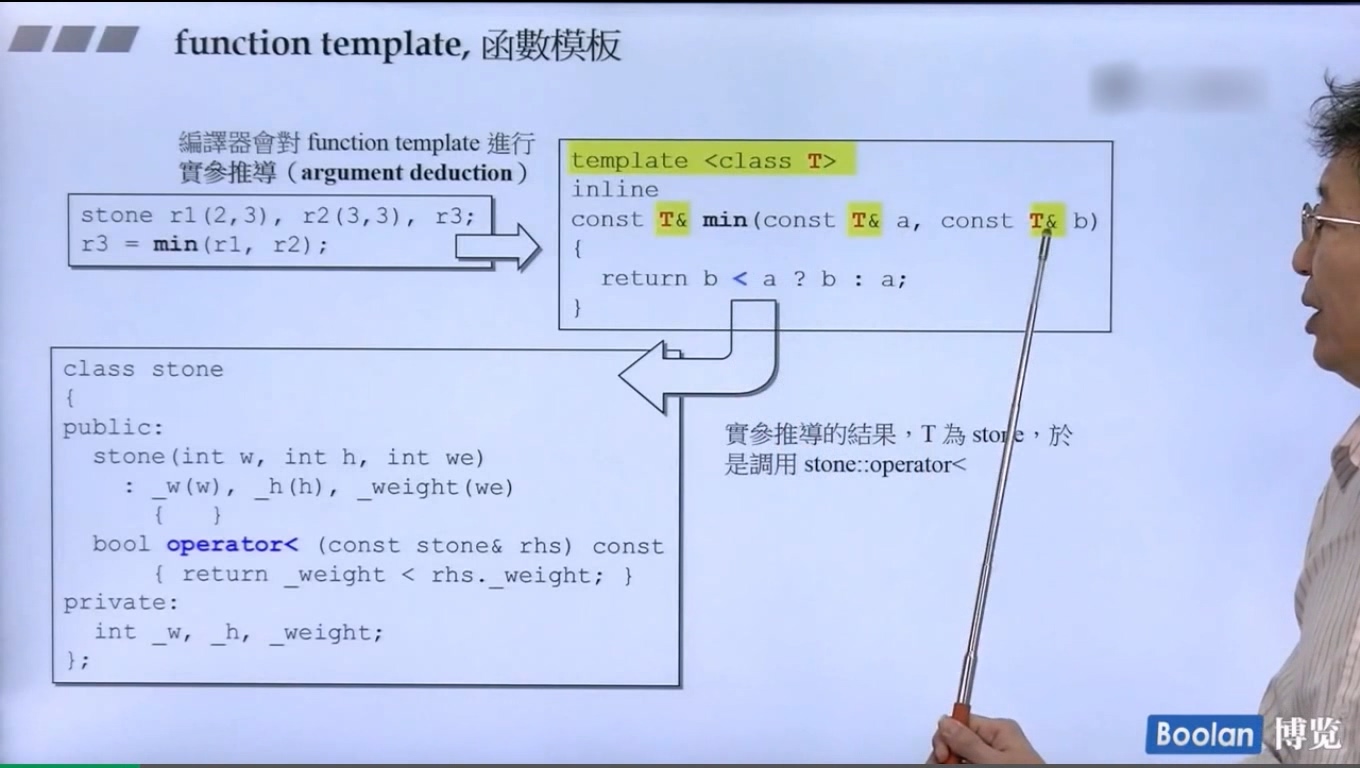 function template, 函數模板
編譯器會對 function template 進行
實參推導（argument deduction）
stone r1(2,3), r2(3,3), r3;
r3 = min(r1, r2);
template <class T>
inline
const T& min(const T& a, const T& b)
{
return b < a ? b : a;
}
class stone
{
public:
stone(int w, int h, int we)
: _w(w), _h(h), _weight(we)
{ }
bool operator< (const stone& rhs) const
{ return _weight < rhs._weight; }
private:
int _w, _h, _weight;
};
實參推導的結果，T 為 stone，於
是調用 stone::operator<
Boolan 博览